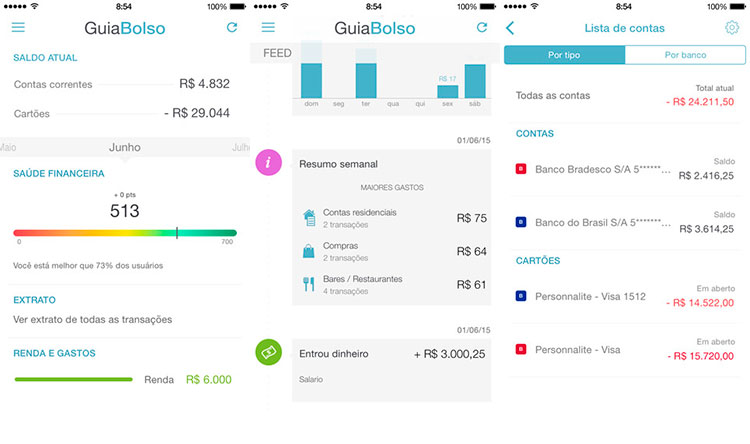 8:54 100%
GuiaBolso
SALDO ATUAL
Contas correntes R$ 4.832
Cartões - R$ 29.044
Maio Junho Julh
SAÚDE FINANCEIRA
+ 0 pts
513
0 700
Você está melhor que 73% dos usuários
EXTRATO
Ver extrato de todas as transações
RENDA E GASTOS
Renda R$ 6.000
8:54 100%
GuiaBolso
FEED
R$ 17
dom seg ter qua qui sex sáb
01/06/15
i Resumo semanal
MAIORES GASTOS
Contas residenciais R$ 75
2 transações
Compras R$ 64
2 transações
Bares / Restaurantes R$ 61
4 transações
01/06/15
Entrou dinheiro + R$ 3.000,25
Salario
8:54 100%
Lista de contas
Por tipo Por banco
Total atual
Todas as contas - R$ 24.211,50
CONTAS
Saldo
B Banco Bradesco S/A 5******... R$ 2.416,25
Saldo
B Banco do Brasil S/A 5*******... R$ 3.614,25
CARTÕES
Em aberto
B Personnalite - Visa 1512 - R$ 14.522,00
Em aberto
B Personnalite - Visa - R$ 15.720,00